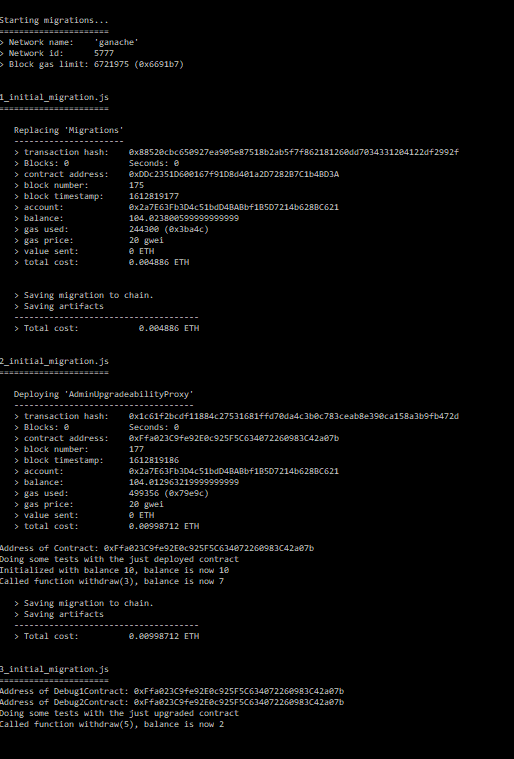 Starting migrations...
======================
> Network name:    'ganache'
> Network id:      5777
> Block gas limit: 6721975 (0x6691b7)
1_initial_migration.js
======================
Replacing 'Migrations'
----------------------
> transaction hash:    0x88520cbc650927ea905e87518b2ab5f7f862181260dd7034331204122df2992f
> Blocks: 0            Seconds: 0
> contract address:    0xDDc2351D600167f91D8d401a2D7282B7C1b4BD3A
> block number:        175
> block timestamp:     1612819177
> account:             0x2a7E63Fb3D4c51bdD4BABbf1B5D7214b628BC621
> balance:             104.023800599999999999
> gas used:            244300 (0x3ba4c)
> gas price:           20 gwei
> value sent:          0 ETH
> total cost:          0.004886 ETH
> Saving migration to chain.
> Saving artifacts
-------------------------------------
> Total cost:            0.004886 ETH
2_initial_migration.js
======================
Deploying 'AdminUpgradeabilityProxy'
------------------------------------
> transaction hash:    0x1c61f2bcdf11884c27531681ffd70da4c3b0c783ceab8e390ca158a3b9fb472d
> Blocks: 0            Seconds: 0
> contract address:    0xFfa023C9fe92E0c925F5C634072260983C42a07b
> block number:        177
> block timestamp:     1612819186
> account:             0x2a7E63Fb3D4c51bdD4BABbf1B5D7214b628BC621
> balance:             104.012963219999999999
> gas used:            499356 (0x79e9c)
> gas price:           20 gwei
> value sent:          0 ETH
> total cost:          0.00998712 ETH
Address of Contract: 0xFfa023C9fe92E0c925F5C634072260983C42a07b
Doing some tests with the just deployed contract
Initialized with balance 10, balance is now 10
Called function withdraw(3), balance is now 7
> Saving migration to chain.
> Saving artifacts
-------------------------------------
> Total cost:          0.00998712 ETH
3_initial_migration.js
======================
Address of Debug1Contract: 0xFfa023C9fe92E0c925F5C634072260983C42a07b
Address of Debug2Contract: 0xFfa023C9fe92E0c925F5C634072260983C42a07b
Doing some tests with the just upgraded contract
Called function withdraw(5), balance is now 2